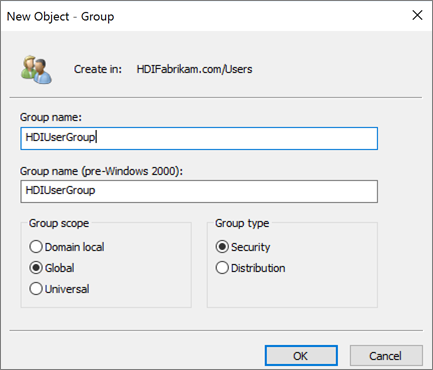 New Object - Group
Create in: HDIFabrikam.com/Users
Group name:
HDIUserGroup
Group name (pre-Windows 2000):
HDIUserGroup
Group scope
Domain local
Global
Universal
Group type
Security
Distribution
OK
Cancel